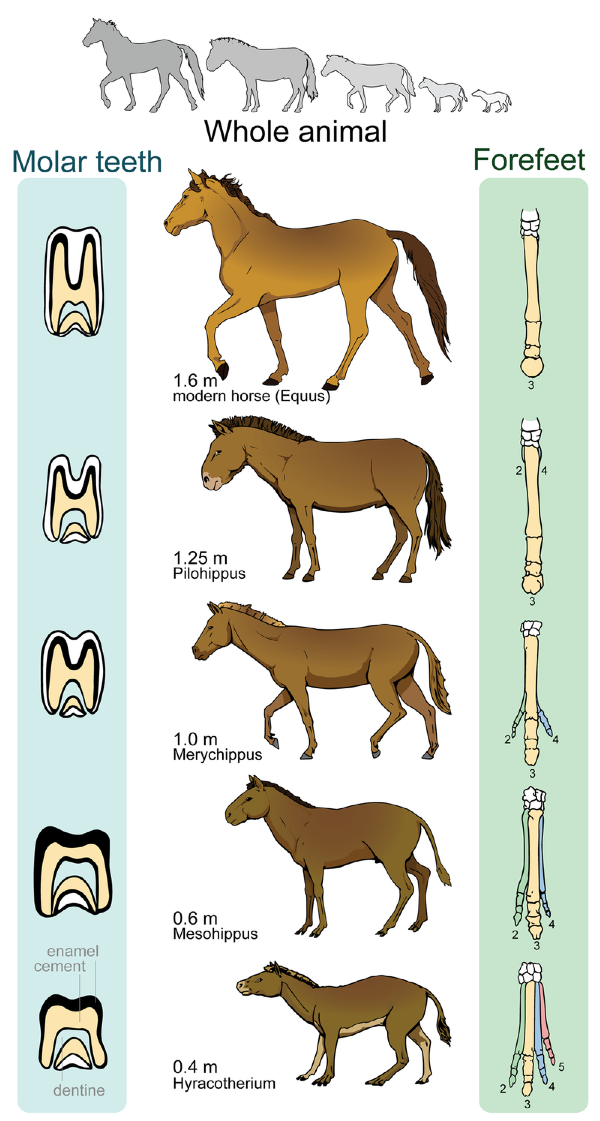 Whole animal
Molar teeth
Forefeet
1.6 m
modern horse (Equus)
3
2 4
1.25 m
Pilohippus
3
1.0 m
Merychippus
2 4
3
0.6 m
Mesohippus
2 4
3
enamel
cement
dentine
0.4 m
Hyracotherium
5
2 4
3